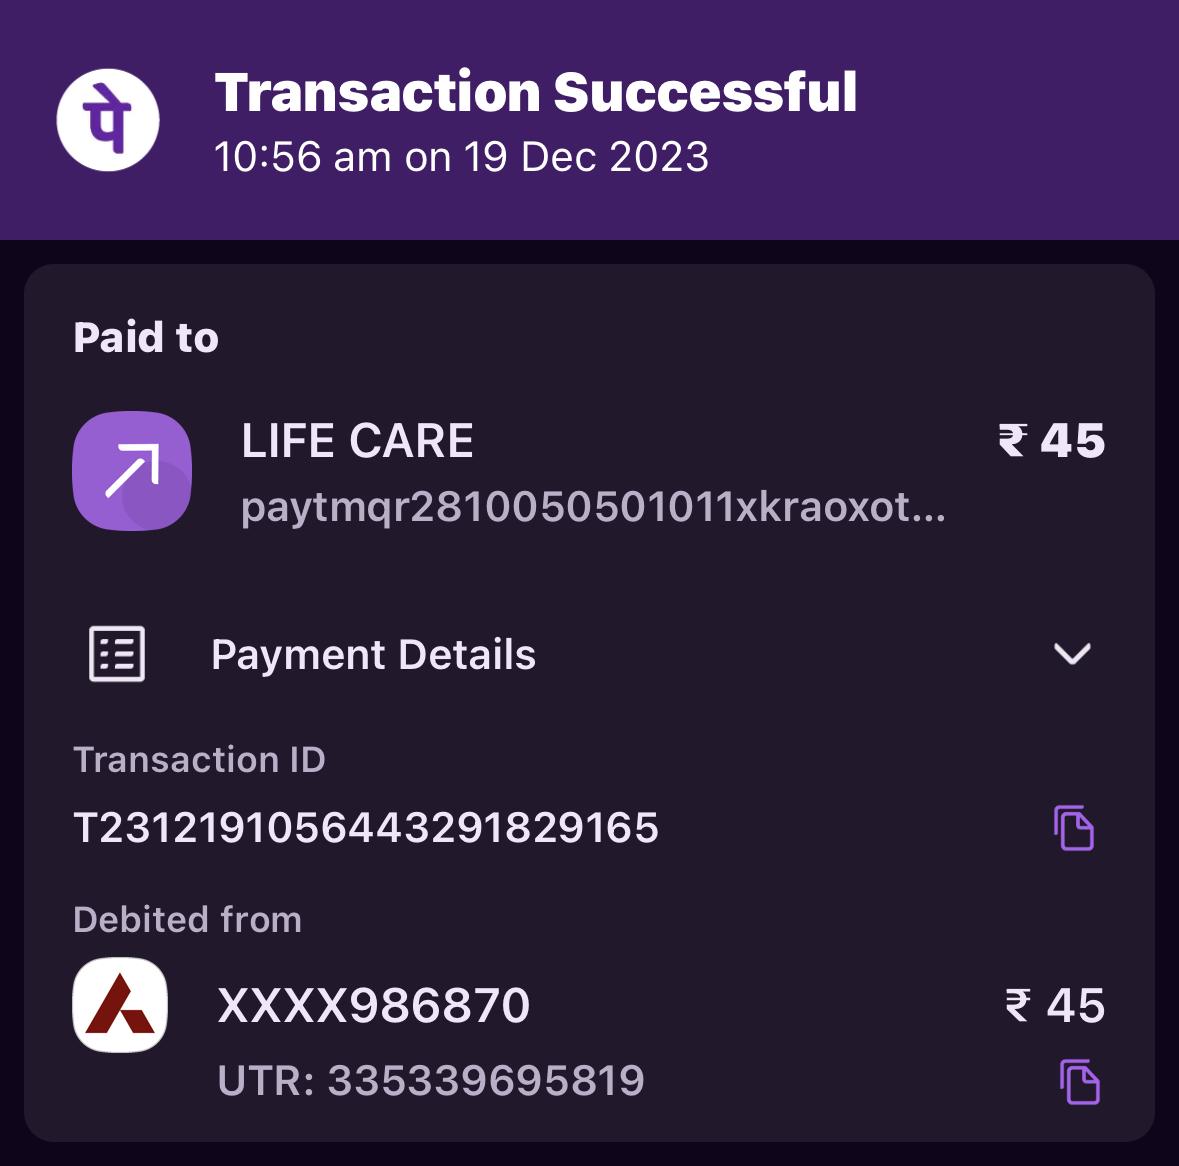 पे
Transaction Successful
10:56 am on 19 Dec 2023
Paid to
LIFE CARE
₹ 45
paytmqr2810050501011xkraoxot...
Payment Details
Transaction ID
T2312191056443291829165
Debited from
XXXX986870
₹ 45
UTR: 335339695819